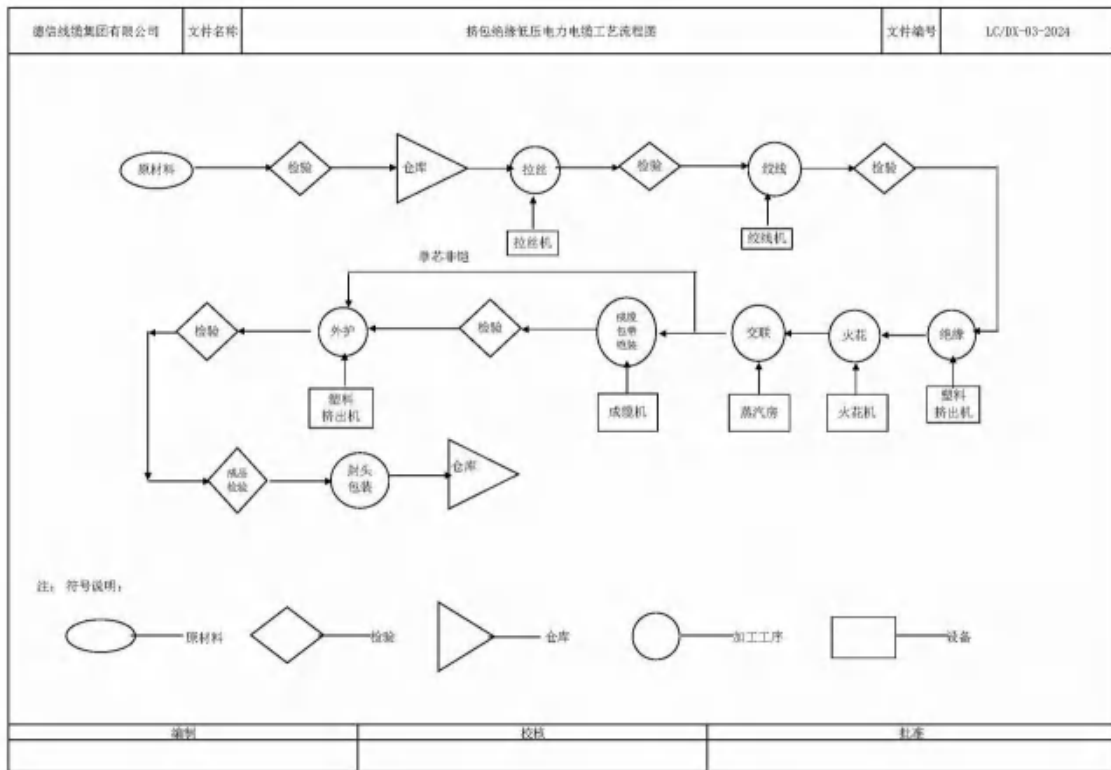 德信线缆集团有限公司
文件名称
挤包绝缘低压电力电缆工艺流程图
文件编号
LC/DX-03-2024
原材料
检验
仓库
拉丝
检验
绞线
检验
拉丝机
绞线机
单芯非铠
检验
外护
检验
成缆
包带
铠装
交联
火花
绝缘
塑料
挤出机
成缆机
蒸汽房
火花机
塑料
挤出机
成品
检验
封头
包装
仓库
注： 符号说明：
原材料
检验
仓库
加工工序
设备
编制
校核
批准